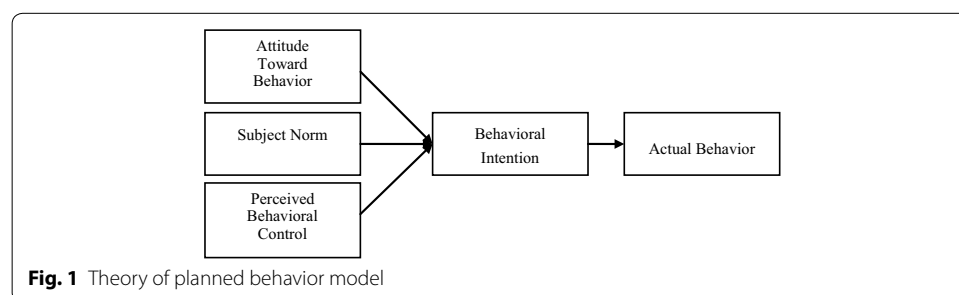 Attitude
Toward
Behavior
Subject Norm
Perceived
Behavioral
Control
Behavioral
Intention
Actual Behavior
Fig. 1 Theory of planned behavior model